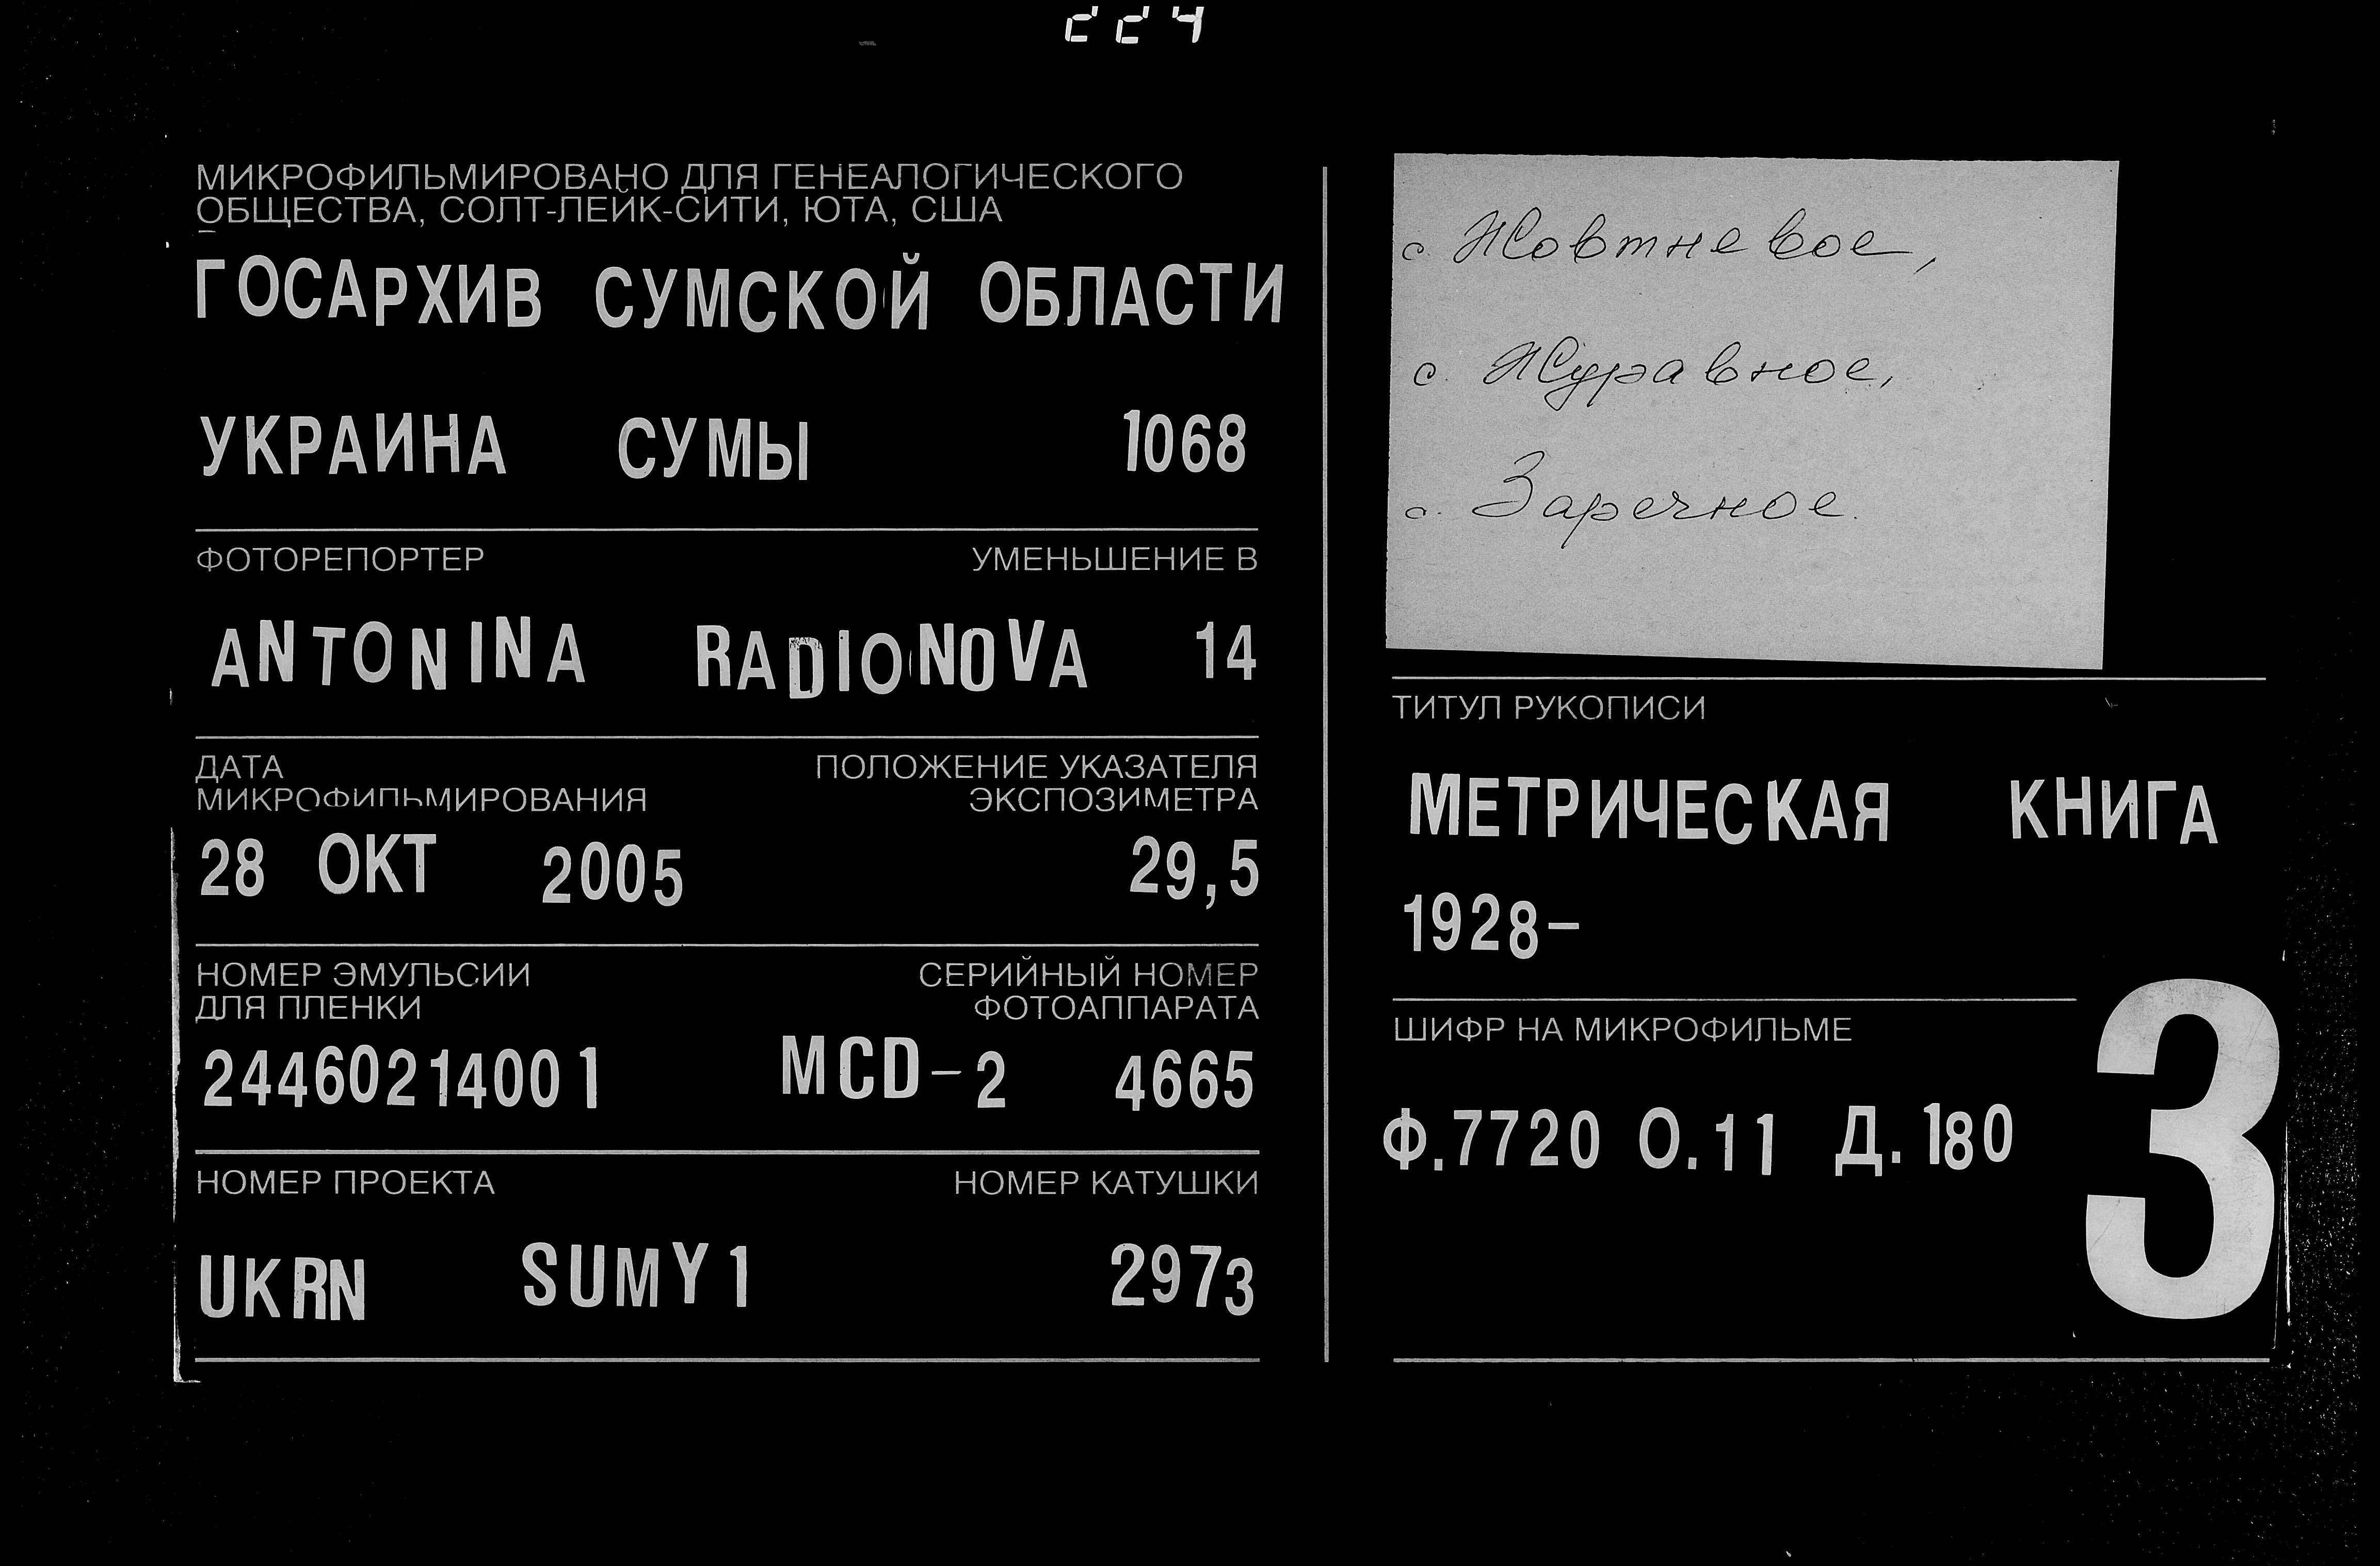 224
МИКРОФИЛЬМИРОВАНО ДЛЯ ГЕНЕАЛОГИЧЕСКОГО
ОБЩЕСТВА, СОЛТ-ЛЕЙК-СИТИ, ЮТА, США
ГОСАРХИВ СУМСКОЙ ОБЛАСТИ
УКРАИНА СУМЫ 1068
ФОТОРЕПОРТЕР УМЕНЬШЕНИЕ В
ANTONINA RADIONOVA 14
ДАТА ПОЛОЖЕНИЕ УКАЗАТЕЛЯ
МИКРОФИЛЬМИРОВАНИЯ ЭКСПОЗИМЕТРА
28 ОКТ 2005 29,5
НОМЕР ЭМУЛЬСИИ СЕРИЙНЫЙ НОМЕР
ДЛЯ ПЛЕНКИ ФОТОАППАРАТА
24460214001 MCD-2 4665
НОМЕР ПРОЕКТА НОМЕР КАТУШКИ
UKRN SUMY1 2973
с. Жовтневое,
с. Журавное,
с. Заречное.
ТИТУЛ РУКОПИСИ
МЕТРИЧЕСКАЯ КНИГА
1928-
ШИФР НА МИКРОФИЛЬМЕ
Ф.7720 О.11 Д.180
3